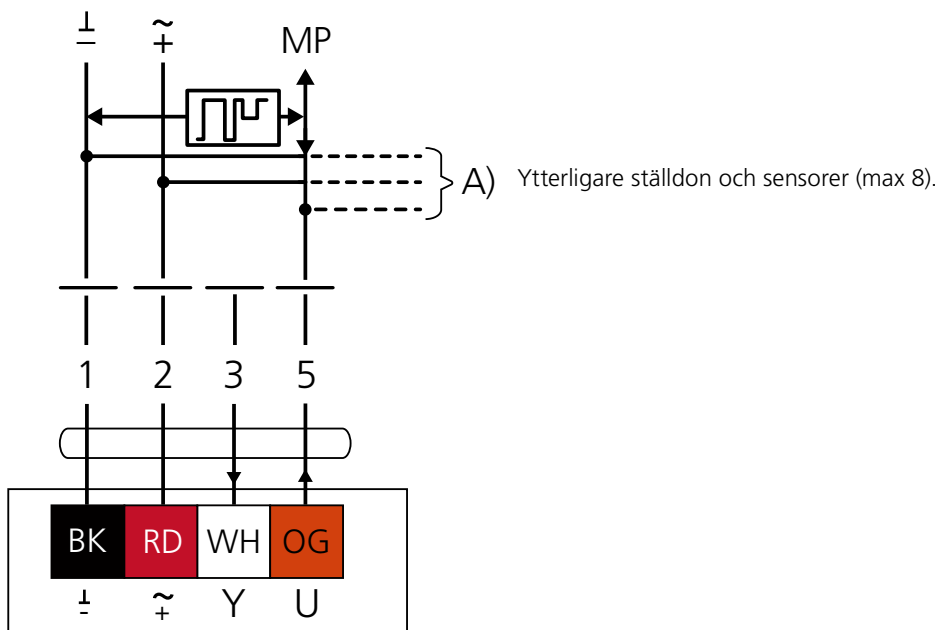 ⊥ ~
− + MP
A) Ytterligare ställdon och sensorer (max 8).
1 2 3 5
BK RD WH OG
⊥ ~ Y U
- +